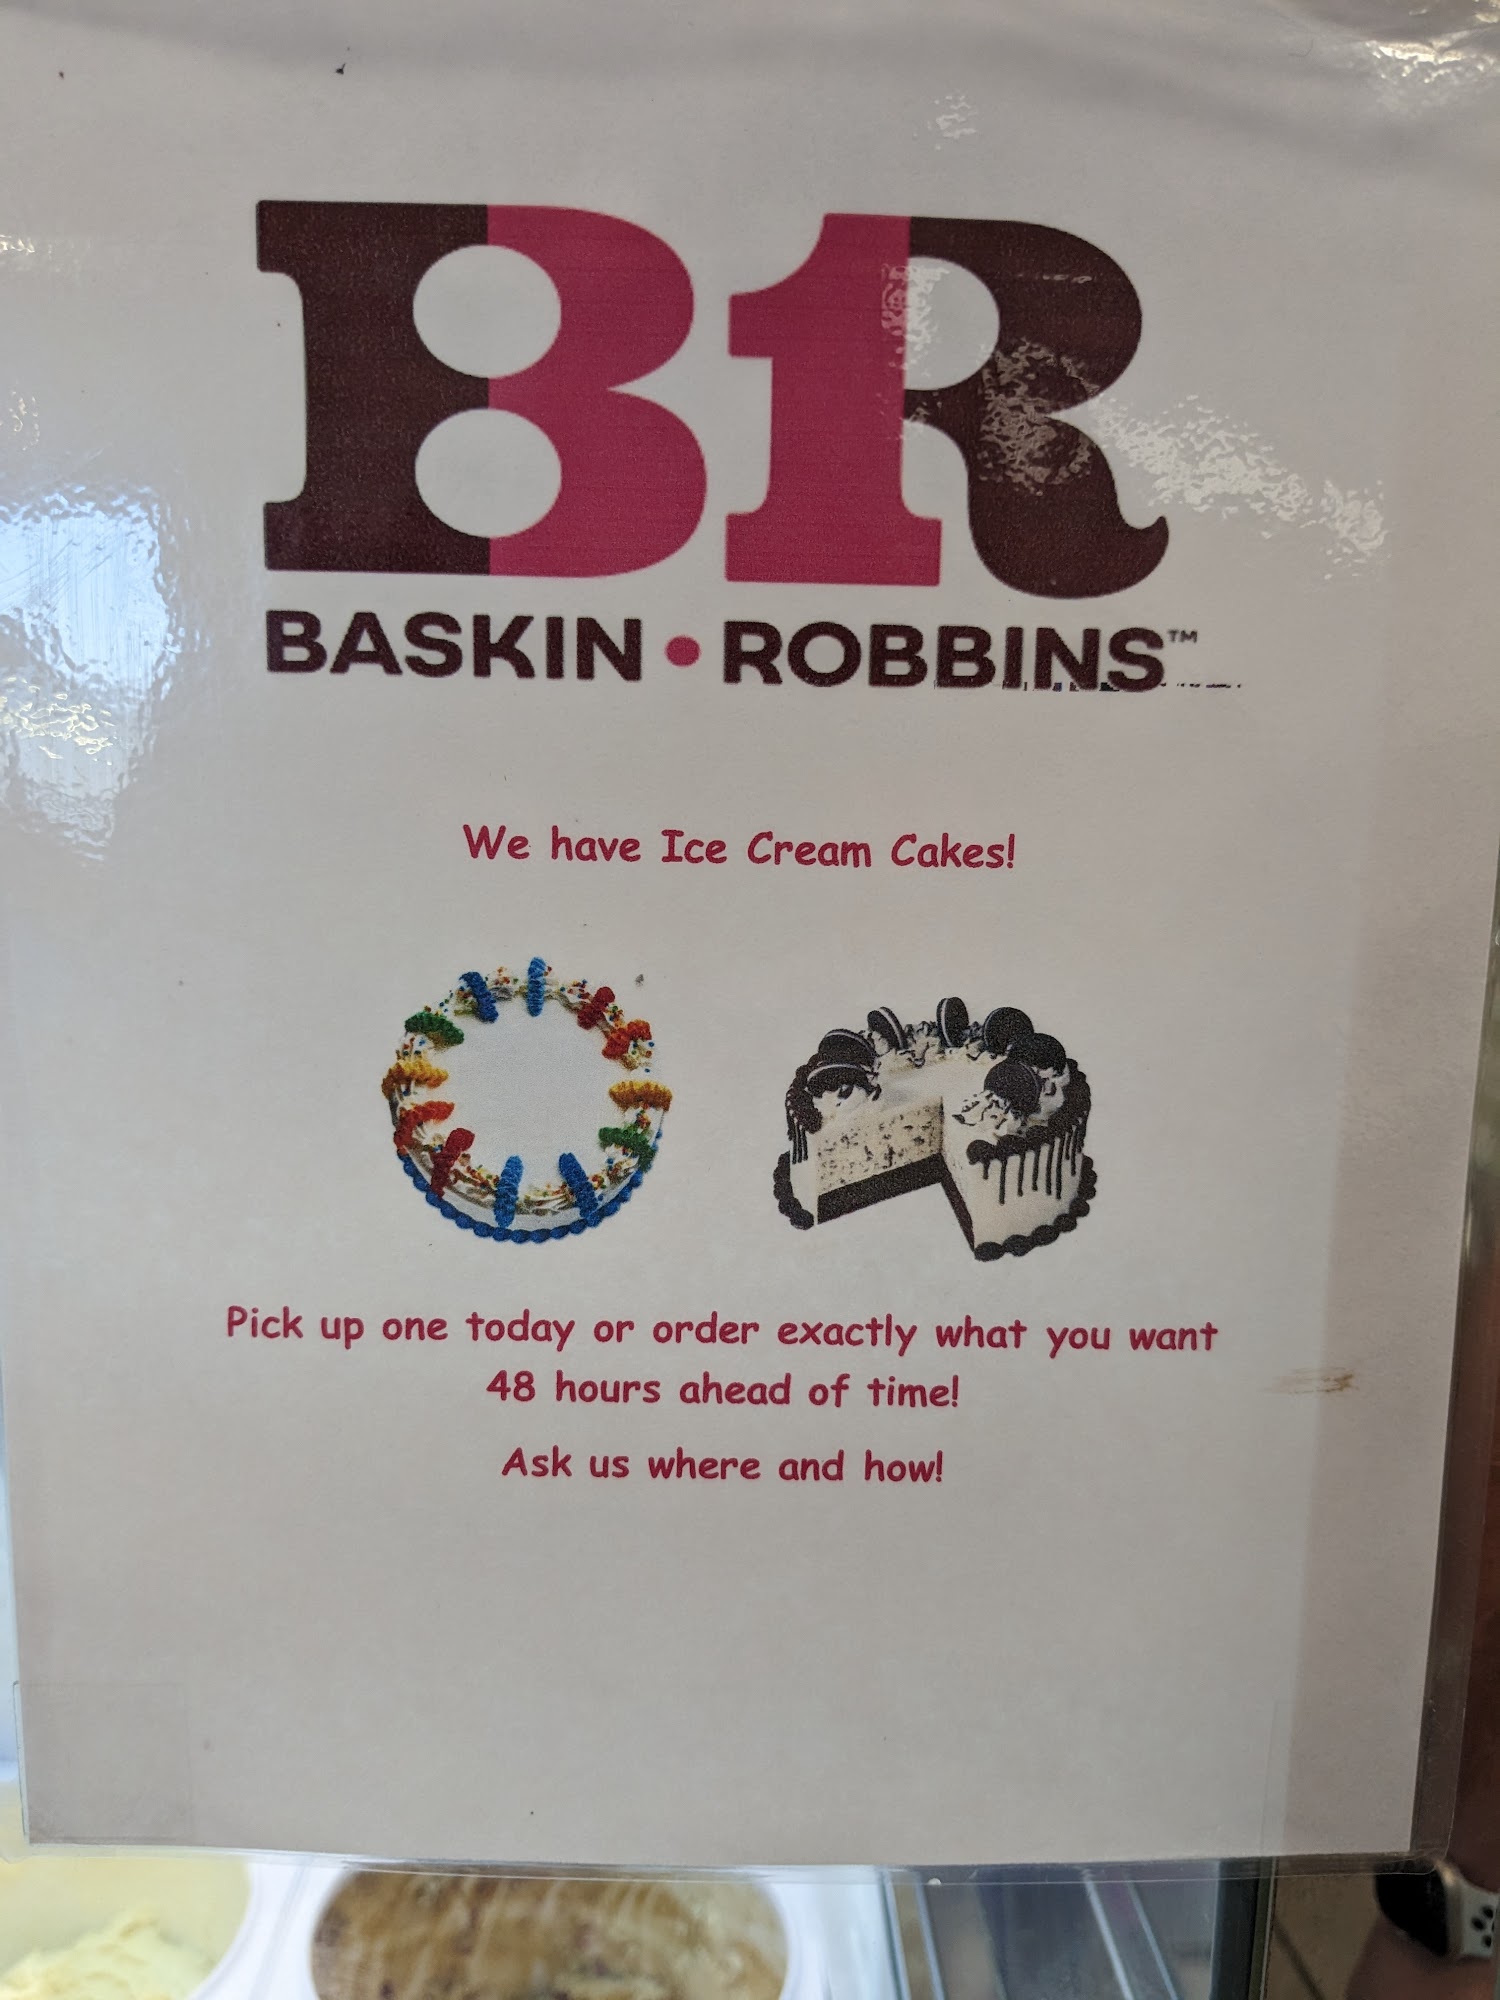 BR
BASKIN • ROBBINS™
We have Ice Cream Cakes!
Pick up one today or order exactly what you want
48 hours ahead of time!
Ask us where and how!